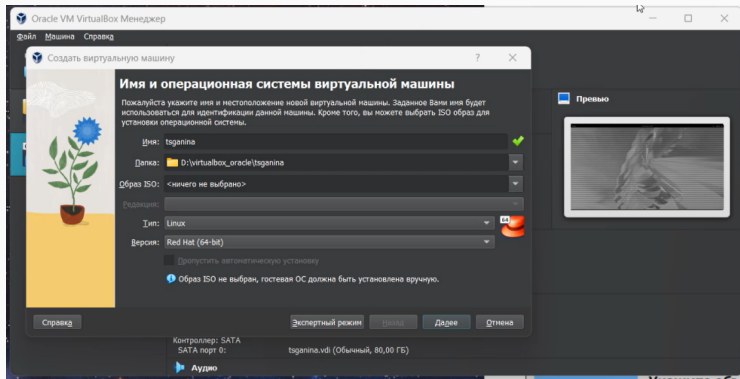 Oracle VM VirtualBox Менеджер
Файл Машина Справка
Создать виртуальную машину
Имя и операционная системы виртуальной машины
Пожалуйста укажите имя и местоположение новой виртуальной машины. Заданное Вами имя будет
использоваться для идентификации данной машины. Кроме того, вы можете выбрать ISO образ для
установки операционной системы.
Имя: tsganina
Папка: D:\virtualbox_oracle\tsganina
Образ ISO: <ничего не выбрано>
Редакция:
Тип: Linux
64
Версия: Red Hat (64-bit)
Пропустить автоматическую установку
Образ ISO не выбран, гостевая ОС должна быть установлена вручную.
Справка Экспертный режим Назад Далее Отмена
Превью
Контроллер: SATA
SATA порт 0: tsganina.vdi (Обычный, 80,00 ГБ)
Аудио